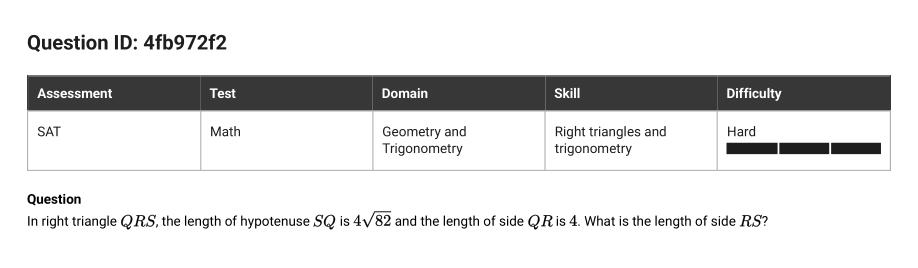 Question ID: 4fb972f2
Assessment Test Domain Skill Difficulty
SAT Math Geometry and Trigonometry Right triangles and trigonometry Hard
Question
In right triangle QRS, the length of hypotenuse SQ is 4√82 and the length of side QR is 4. What is the length of side RS?